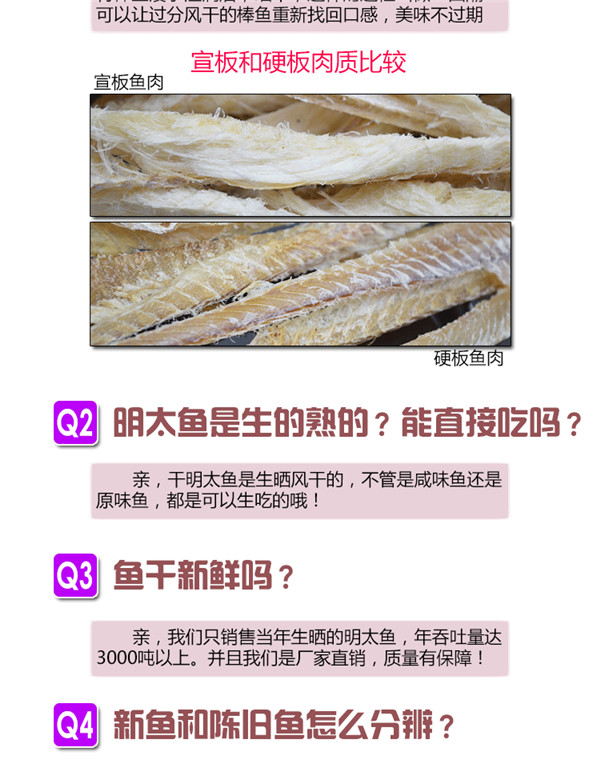 可以让过分风干的棒鱼重新找回口感，美味不过期
宣板和硬板肉质比较
宣板鱼肉
硬板鱼肉
Q2 明太鱼是生的熟的？能直接吃吗？
亲，干明太鱼是生晒风干的，不管是咸味鱼还是
原味鱼，都是可以生吃的哦！
Q3 鱼干新鲜吗？
亲，我们只销售当年生晒的明太鱼，年吞吐量达
3000吨以上。并且我们是厂家直销，质量有保障！
Q4 新鱼和陈旧鱼怎么分辨？